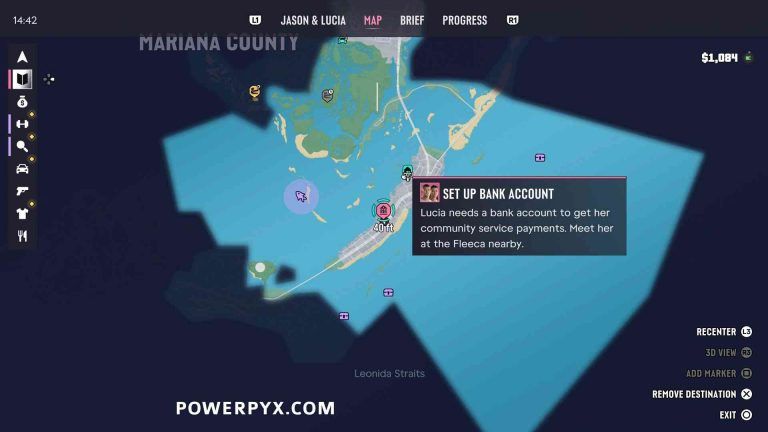 14:42
L1 JASON & LUCIA MAP BRIEF PROGRESS R1
MARIANA COUNTY
$1,084
SET UP BANK ACCOUNT
Lucia needs a bank account to get her
community service payments. Meet her
at the Fleeca nearby.
40 ft
RECENTER L3
3D VIEW R3
ADD MARKER
Leonida Straits
REMOVE DESTINATION
EXIT
POWERPYX.COM